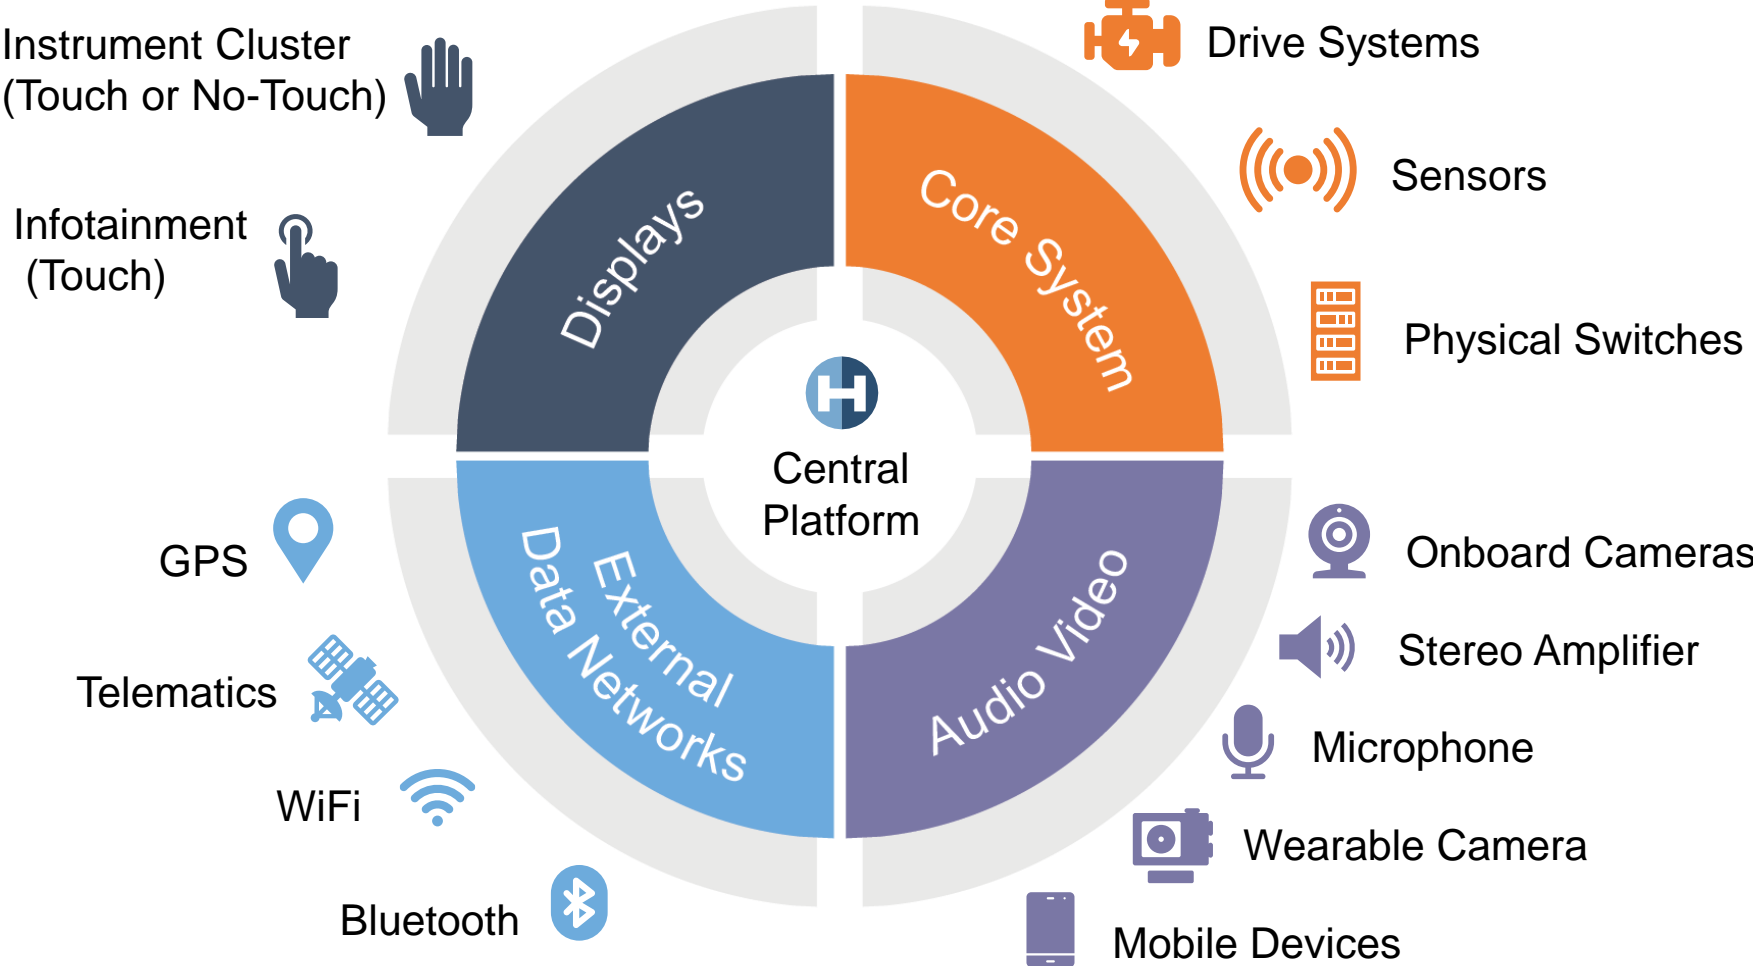 Instrument Cluster
(Touch or No-Touch)
Infotainment
(Touch)
Displays
Core System
Drive Systems
Sensors
Physical Switches
H
Central
Platform
GPS
Telematics
WiFi
Bluetooth
External
Data Networks
Audio Video
Onboard Cameras
Stereo Amplifier
Microphone
Wearable Camera
Mobile Devices